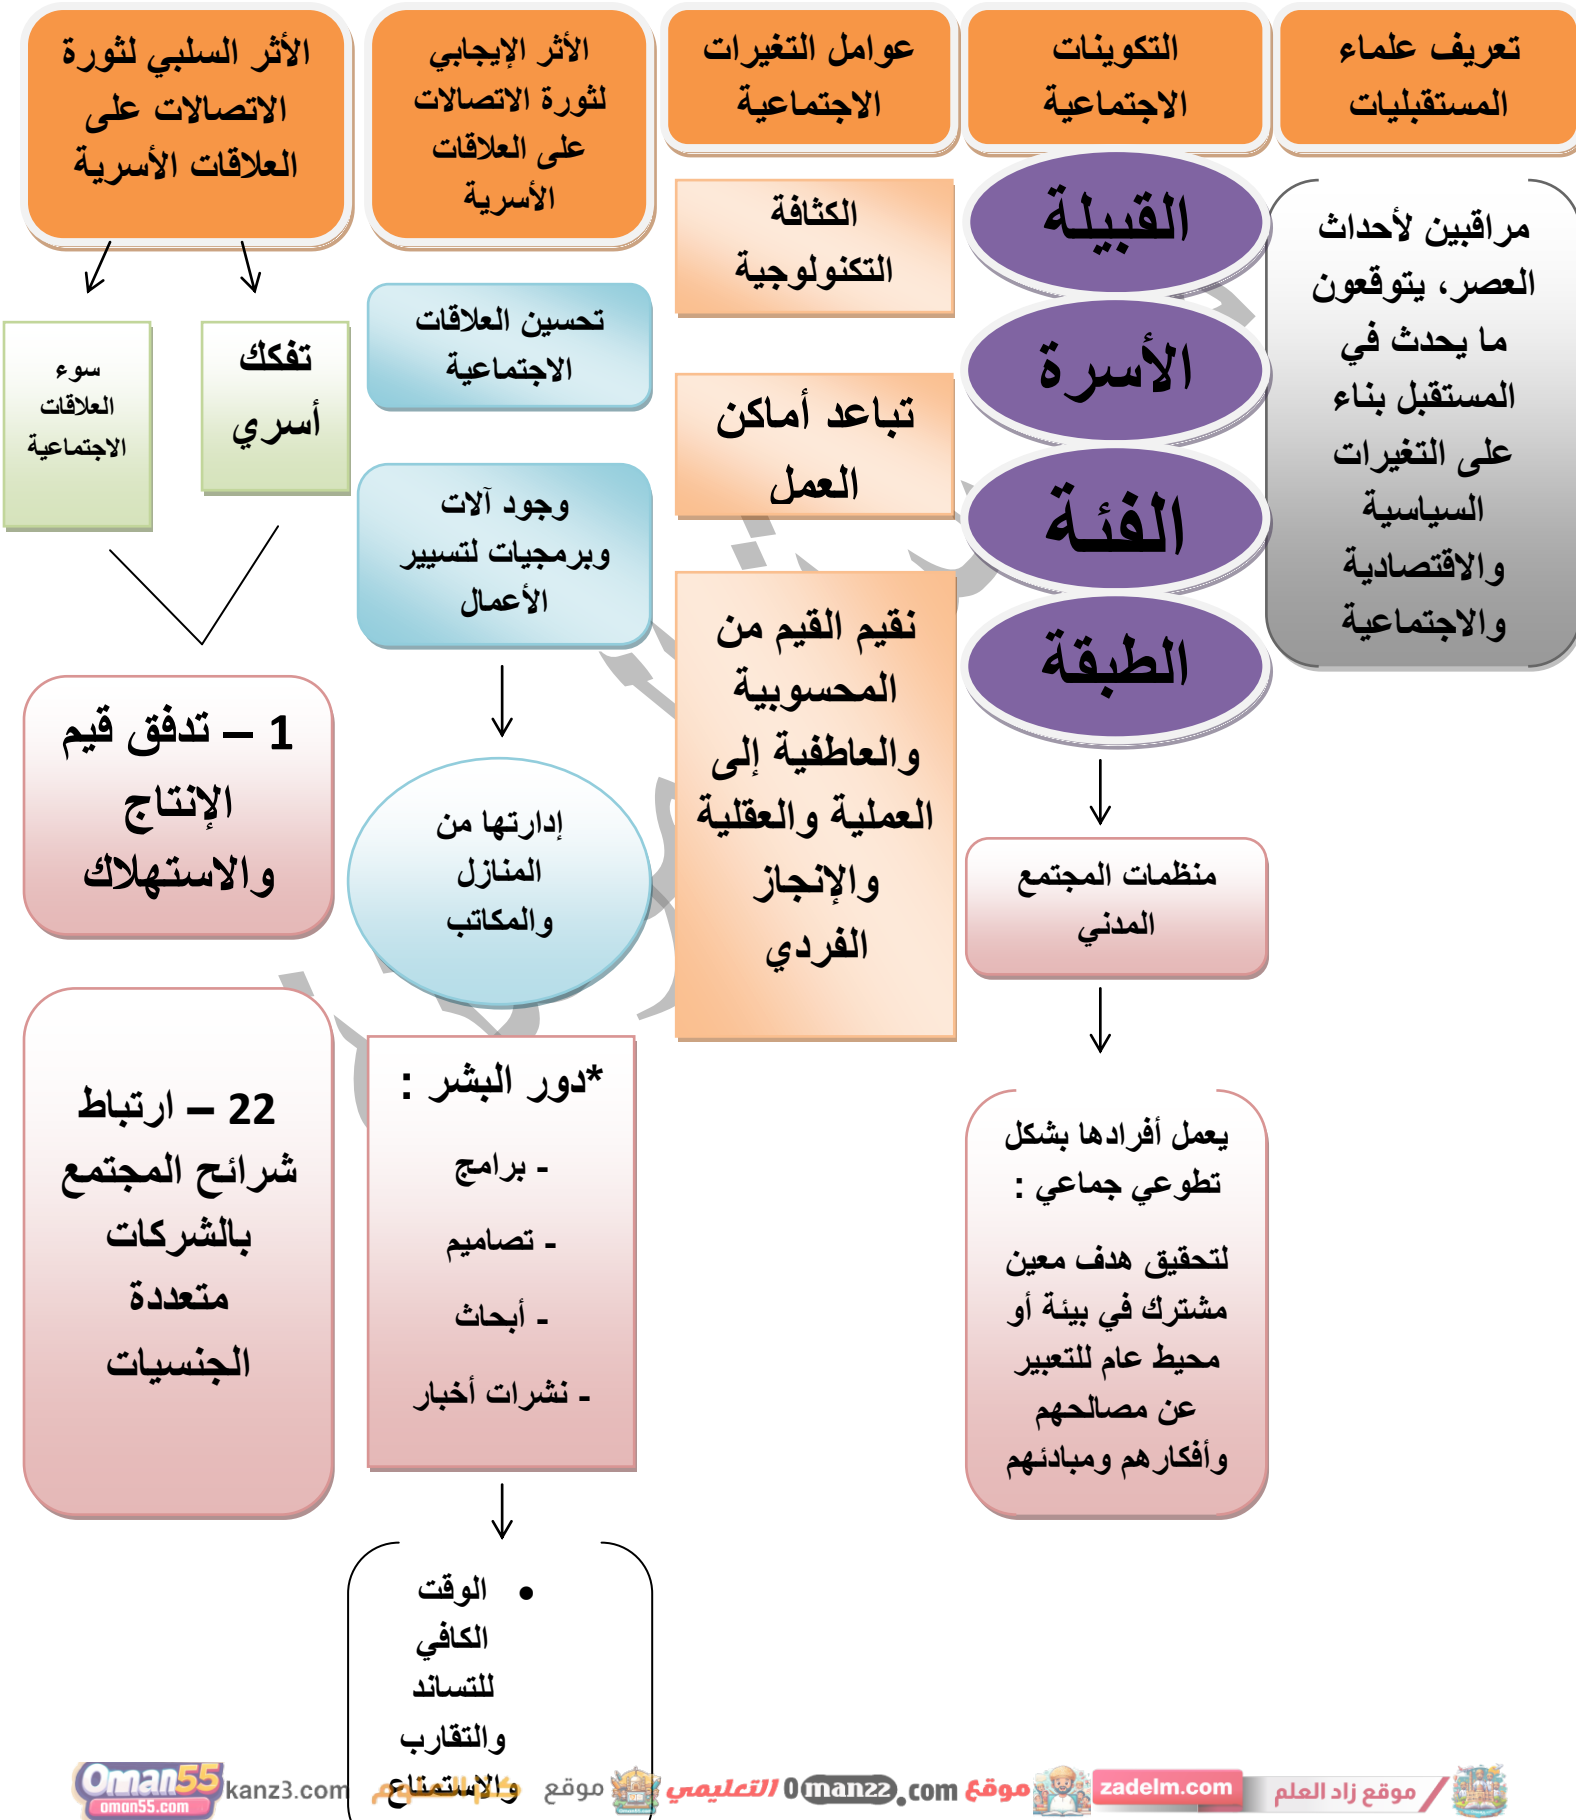 تعريف علماء
المستقبليات
مراقبين لأحداث
العصر، يتوقعون
ما يحدث في
المستقبل بناء
على التغيرات
السياسية
والاقتصادية
والاجتماعية
التكوينات
الاجتماعية
القبيلة
الأسرة
الفئة
الطبقة
منظمات المجتمع
المدني
يعمل أفرادها بشكل
تطوعي جماعي :
لتحقيق هدف معين
مشترك في بيئة أو
محيط عام للتعبير
عن مصالحهم
وأفكارهم ومبادئهم
عوامل التغيرات
الاجتماعية
الكثافة
التكنولوجية
تباعد أماكن
العمل
نقيم القيم من
المحسوبية
والعاطفية إلى
العملية والعقلية
والإنجاز
الفردي
الأثر الإيجابي
لثورة الاتصالات
على العلاقات
الأسرية
تحسين العلاقات
الاجتماعية
وجود آلات
وبرمجيات لتسيير
الأعمال
إدارتها من
المنازل
والمكاتب
*دور البشر :
- برامج
- تصاميم
- أبحاث
- نشرات أخبار
• الوقت
الكافي
للتساند
والتقارب
والاستمتاع
الأثر السلبي لثورة
الاتصالات على
العلاقات الأسرية
تفكك
أسري
سوء
العلاقات
الاجتماعية
1 – تدفق قيم
الإنتاج
والاستهلاك
22 – ارتباط
شرائح المجتمع
بالشركات
متعددة
الجنسيات
موقع زاد العلم
zadelm.com
موقع Omanzz.com التعليمي
موقع
kanz3.com
Oman55
oman55.com